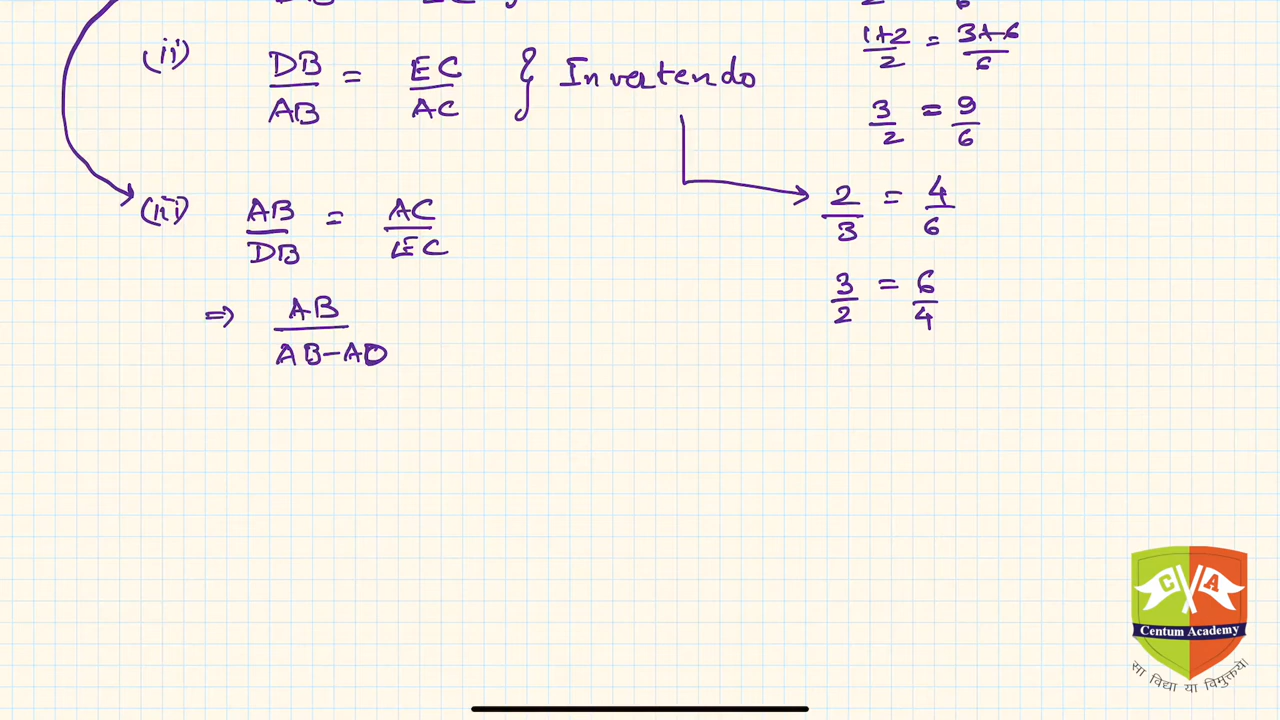 (ii) DB/AB = EC/AC } Invertendo
(iii) AB/DB = AC/EC
⇒ AB/AB-AD
1+2/2 = 3+6/6
3/2 = 9/6
2/3 = 4/6
3/2 = 6/4
C A
Centum Academy
सा विद्या या विमुक्तये